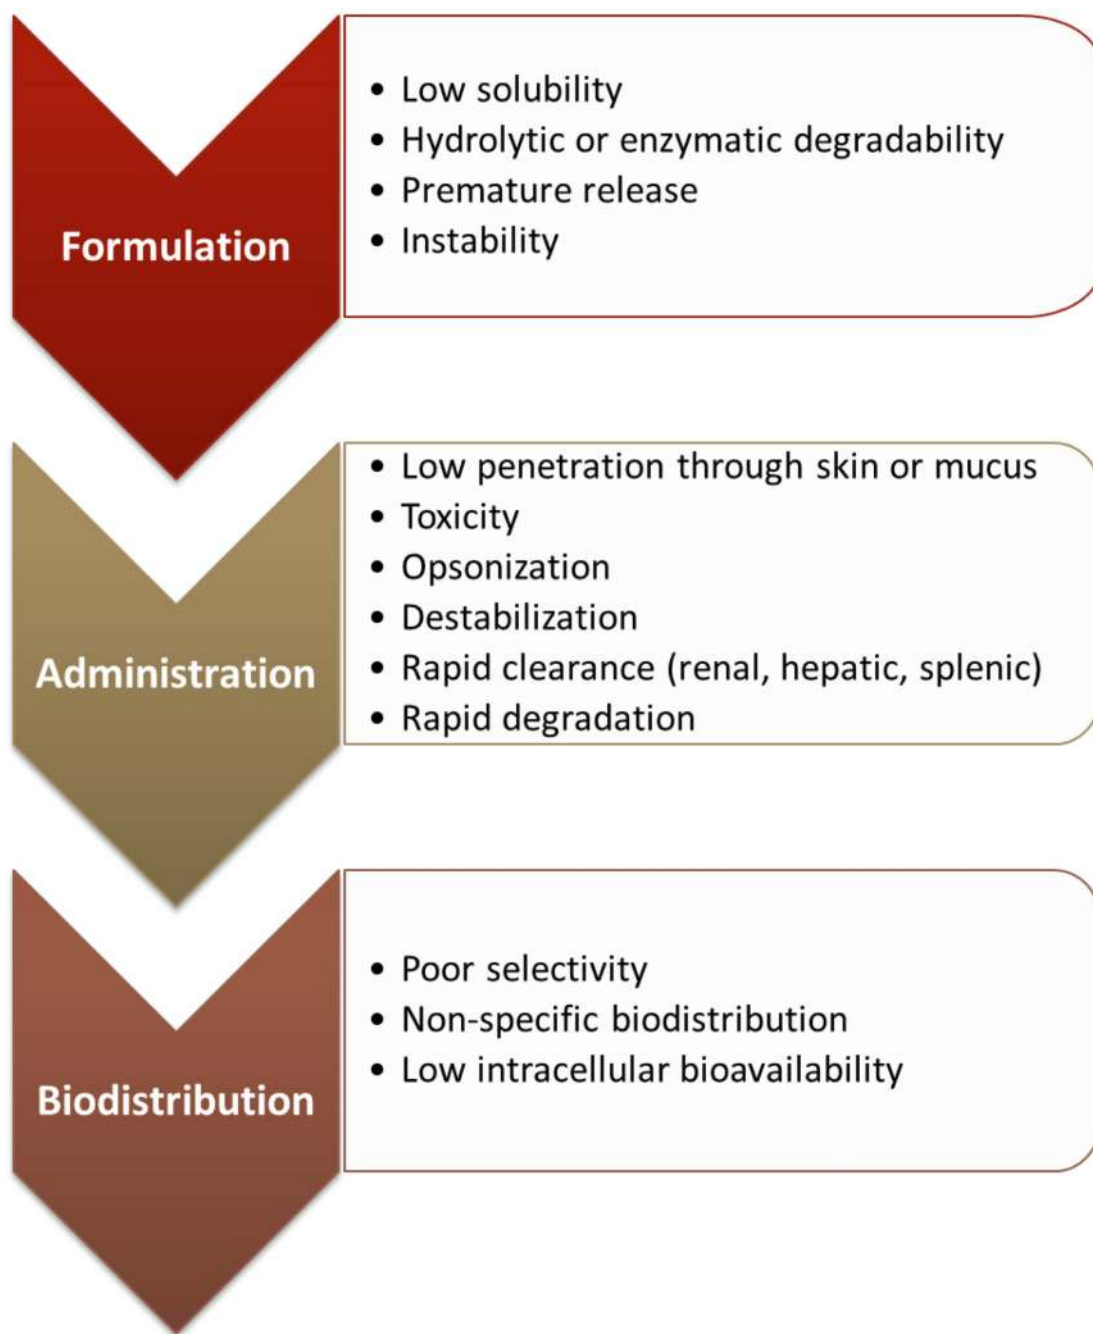 Formulation
• Low solubility
• Hydrolytic or enzymatic degradability
• Premature release
• Instability
Administration
• Low penetration through skin or mucus
• Toxicity
• Opsonization
• Destabilization
• Rapid clearance (renal, hepatic, splenic)
• Rapid degradation
Biodistribution
• Poor selectivity
• Non-specific biodistribution
• Low intracellular bioavailability